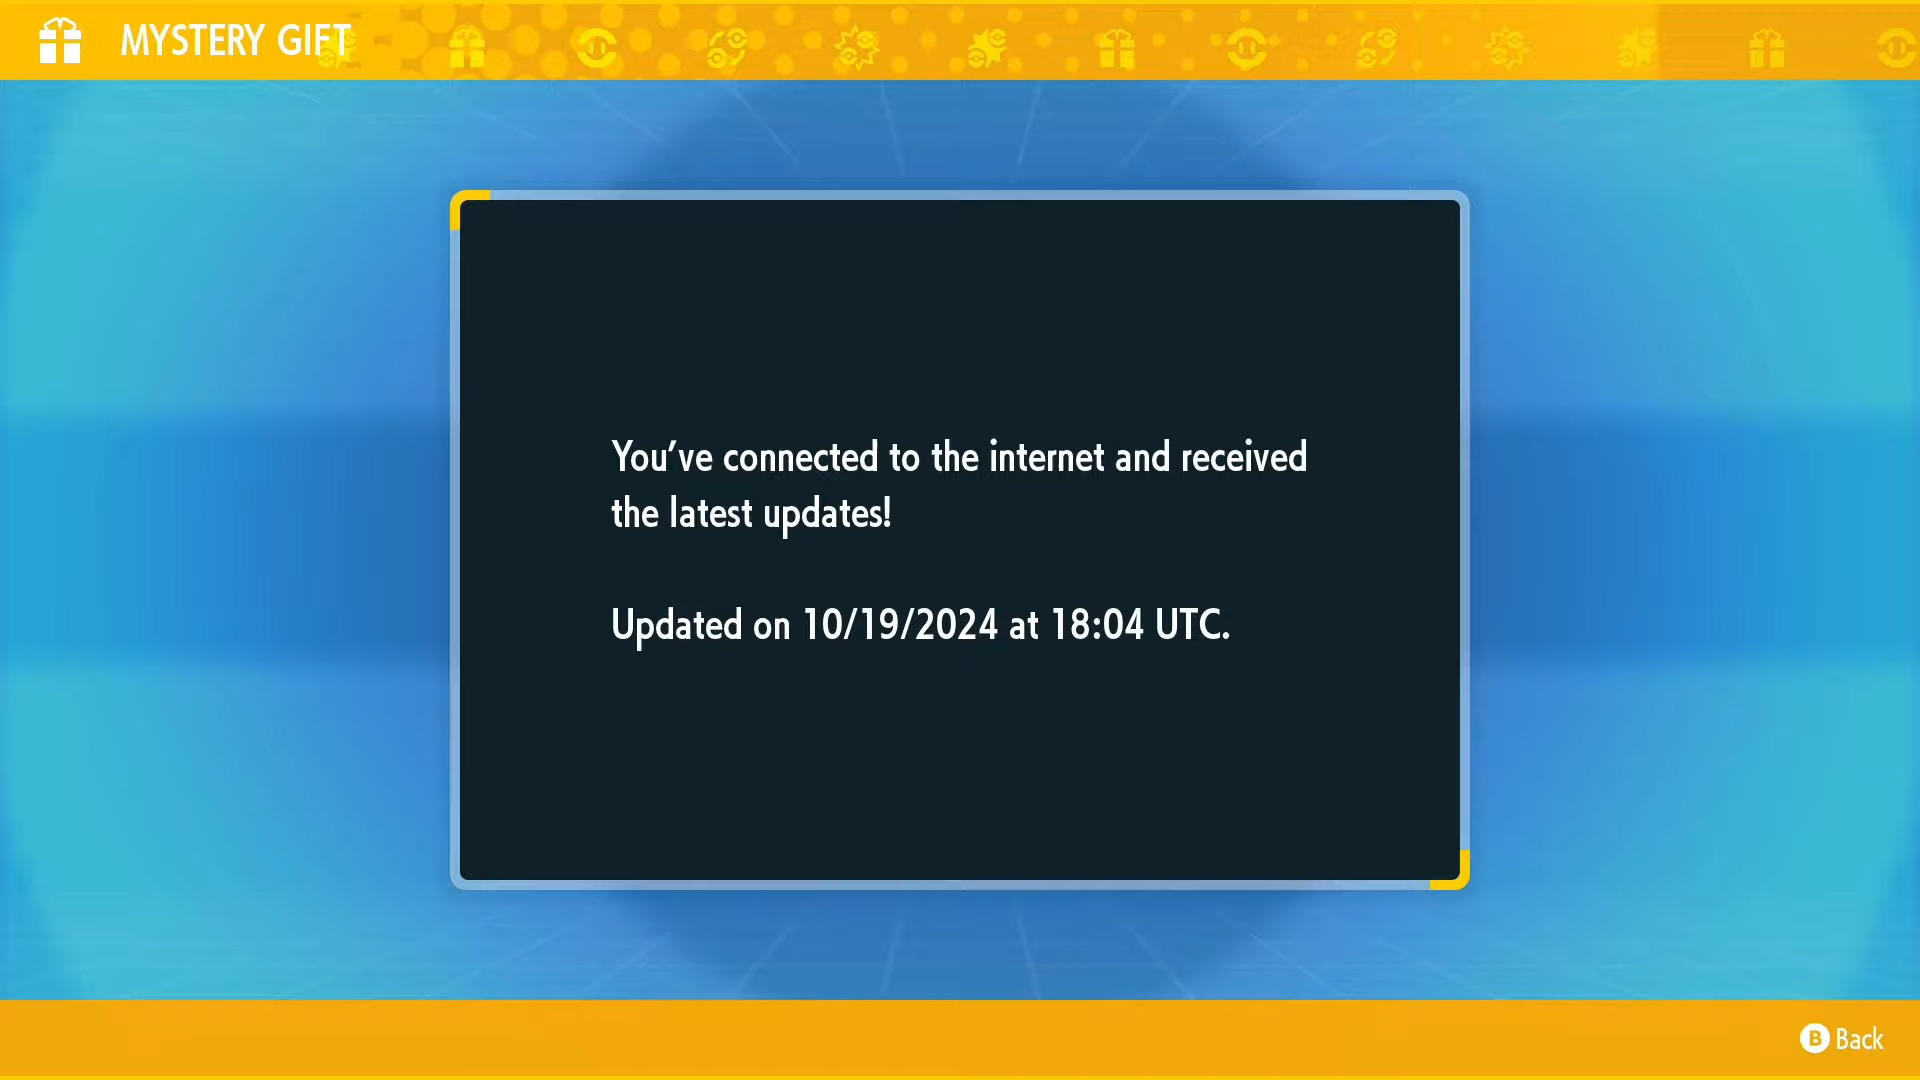 MYSTERY GIFT
You've connected to the internet and received
the latest updates!
Updated on 10/19/2024 at 18:04 UTC.
B Back